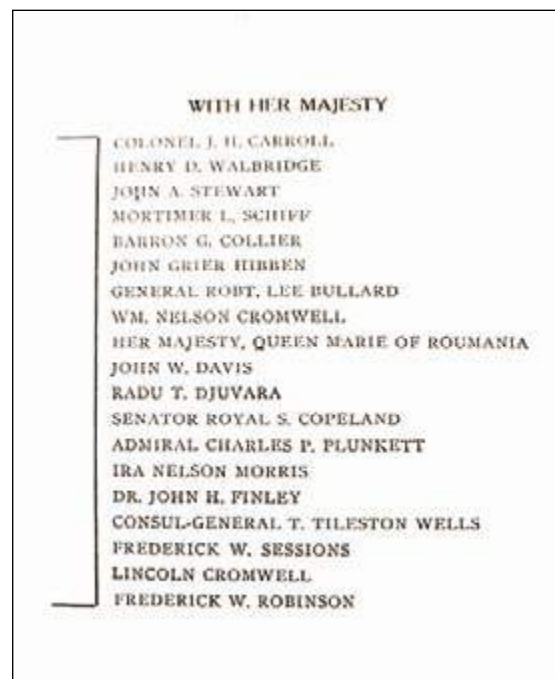 WITH HER MAJESTY
COLONEL J. H. CARROLL
HENRY D. WALBRIDGE
JOHN A. STEWART
MORTIMER L. SCHIFF
BARRON G. COLLIER
JOHN GRIER HIBBEN
GENERAL ROBT. LEE BULLARD
WM. NELSON CROMWELL
HER MAJESTY, QUEEN MARIE OF ROUMANIA
JOHN W. DAVIS
RADU T. DJUVARA
SENATOR ROYAL S. COPELAND
ADMIRAL CHARLES P. PLUNKETT
IRA NELSON MORRIS
DR. JOHN H. FINLEY
CONSUL-GENERAL T. TILESTON WELLS
FREDERICK W. SESSIONS
LINCOLN CROMWELL
FREDERICK W. ROBINSON